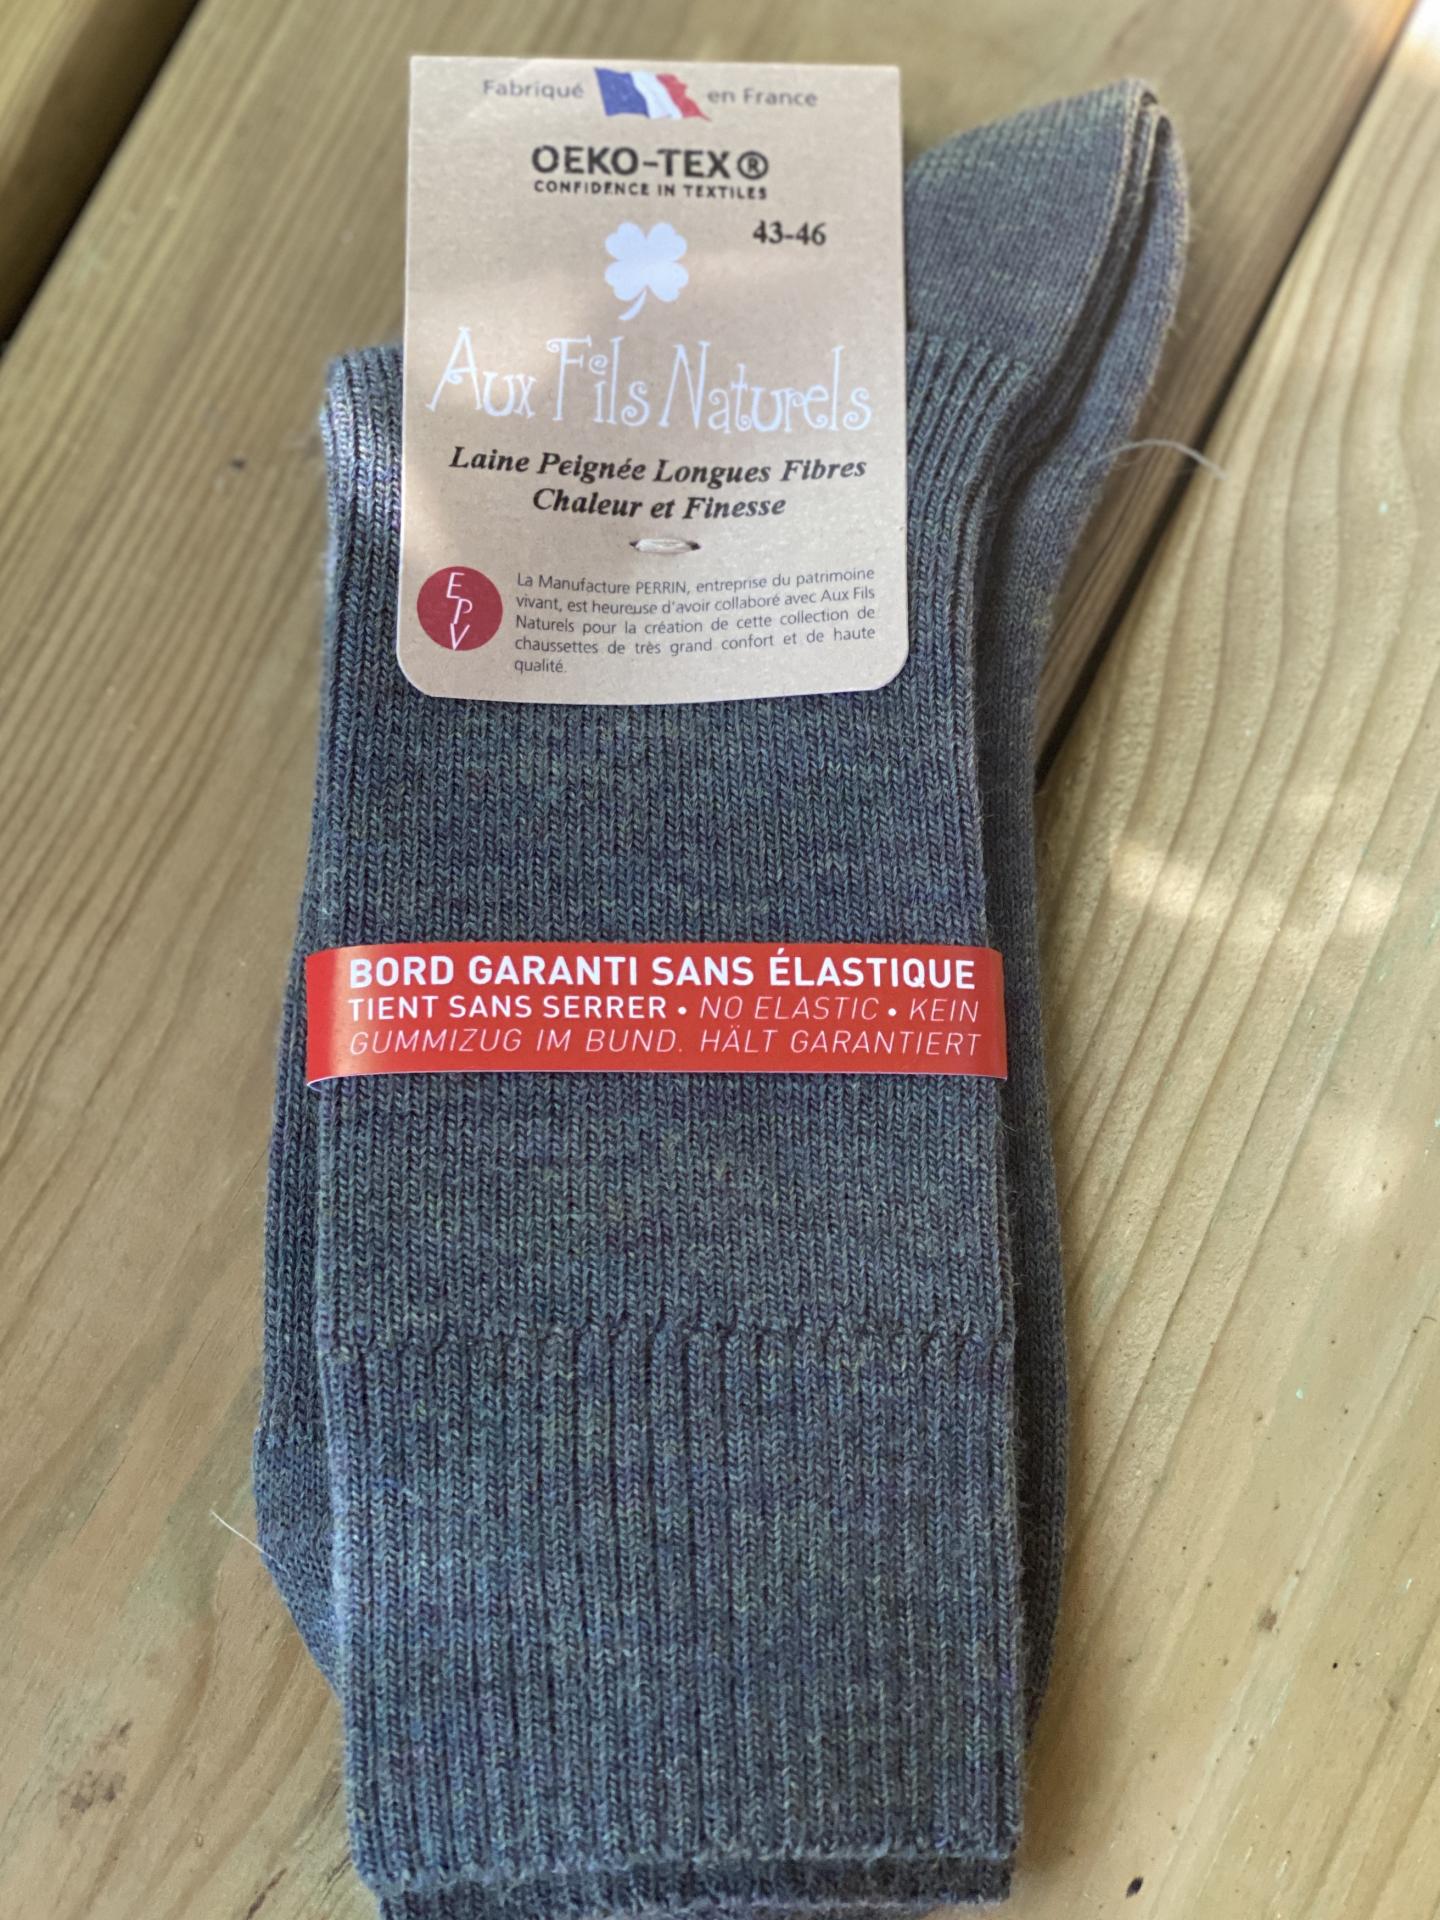 Fabriqué en France
OEKO-TEX®
CONFIDENCE IN TEXTILES
43-46
Aux Fils Naturels
Laine Peignée Longues Fibres
Chaleur et Finesse
EPV
La Manufacture PERRIN, entreprise du patrimoine
vivant, est heureuse d'avoir collaboré avec Aux Fils
Naturels pour la création de cette collection de
chaussettes de très grand confort et de haute
qualité.
BORD GARANTI SANS ÉLASTIQUE
TIENT SANS SERRER • NO ELASTIC • KEIN
GUMMIZUG IM BUND. HÄLT GARANTIERT